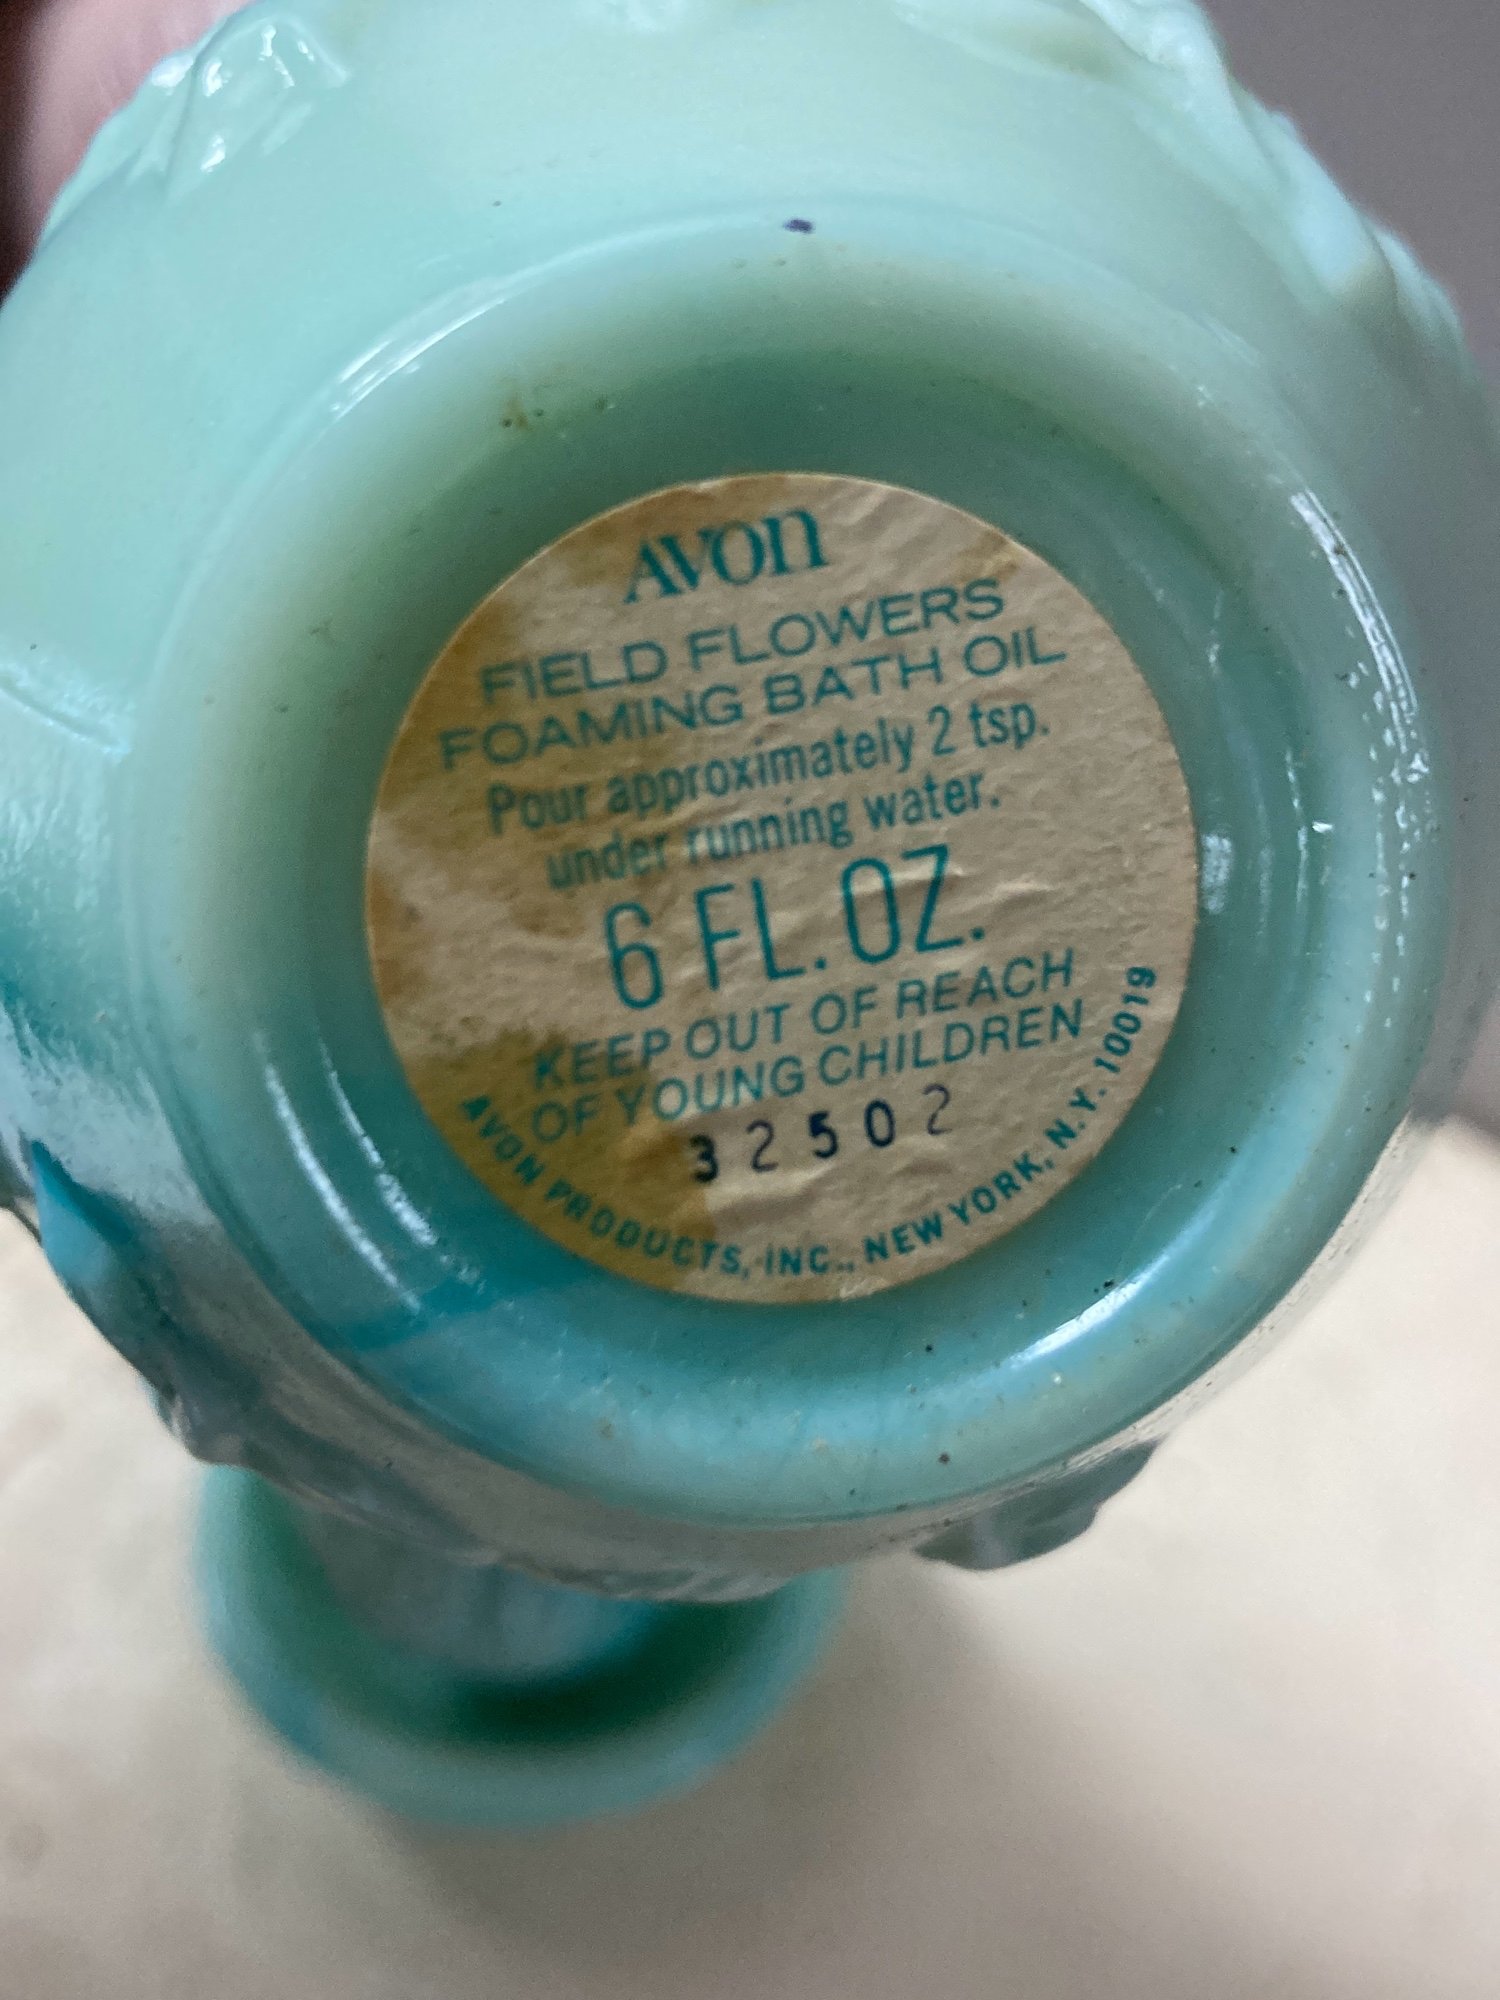 AVON
FIELD FLOWERS
FOAMING BATH OIL
Pour approximately 2 tsp.
under running water.
6 FL. OZ.
KEEP OUT OF REACH
OF YOUNG CHILDREN
32502
AVON PRODUCTS, INC., NEW YORK, N.Y. 10019